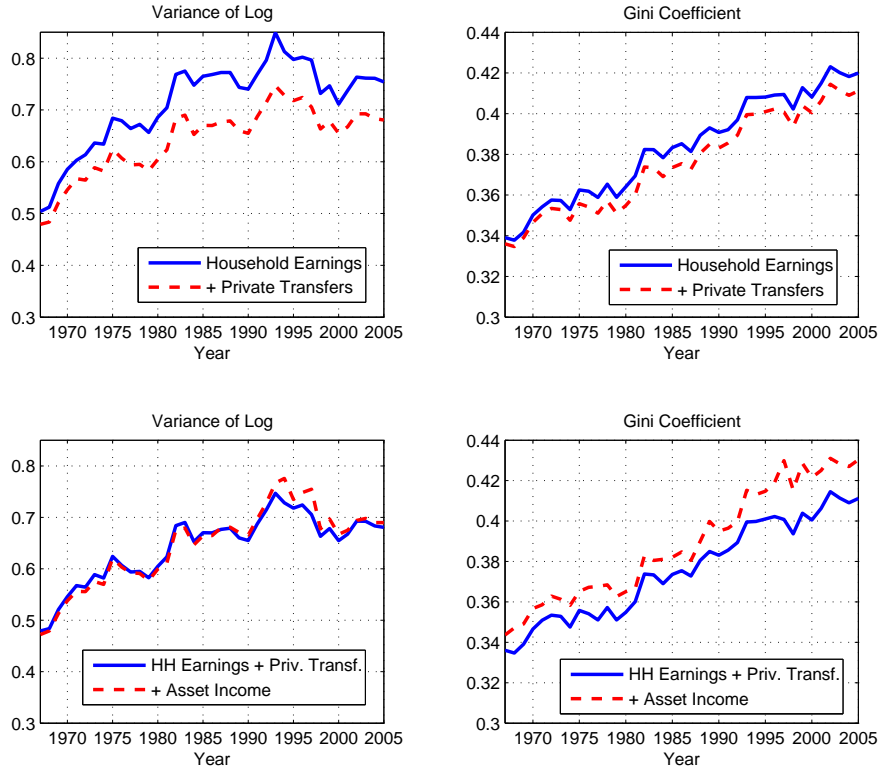 Variance of Log
0.8
0.7
0.6
0.5
0.4
0.3
Household Earnings
+ Private Transfers
1970 1975 1980 1985 1990 1995 2000 2005
Year
Gini Coefficient
0.44
0.42
0.4
0.38
0.36
0.34
0.32
0.3
Household Earnings
+ Private Transfers
1970 1975 1980 1985 1990 1995 2000 2005
Year
Variance of Log
0.8
0.7
0.6
0.5
0.4
0.3
HH Earnings + Priv. Transf.
+ Asset Income
1970 1975 1980 1985 1990 1995 2000 2005
Year
Gini Coefficient
0.44
0.42
0.4
0.38
0.36
0.34
0.32
0.3
HH Earnings + Priv. Transf.
+ Asset Income
1970 1975 1980 1985 1990 1995 2000 2005
Year